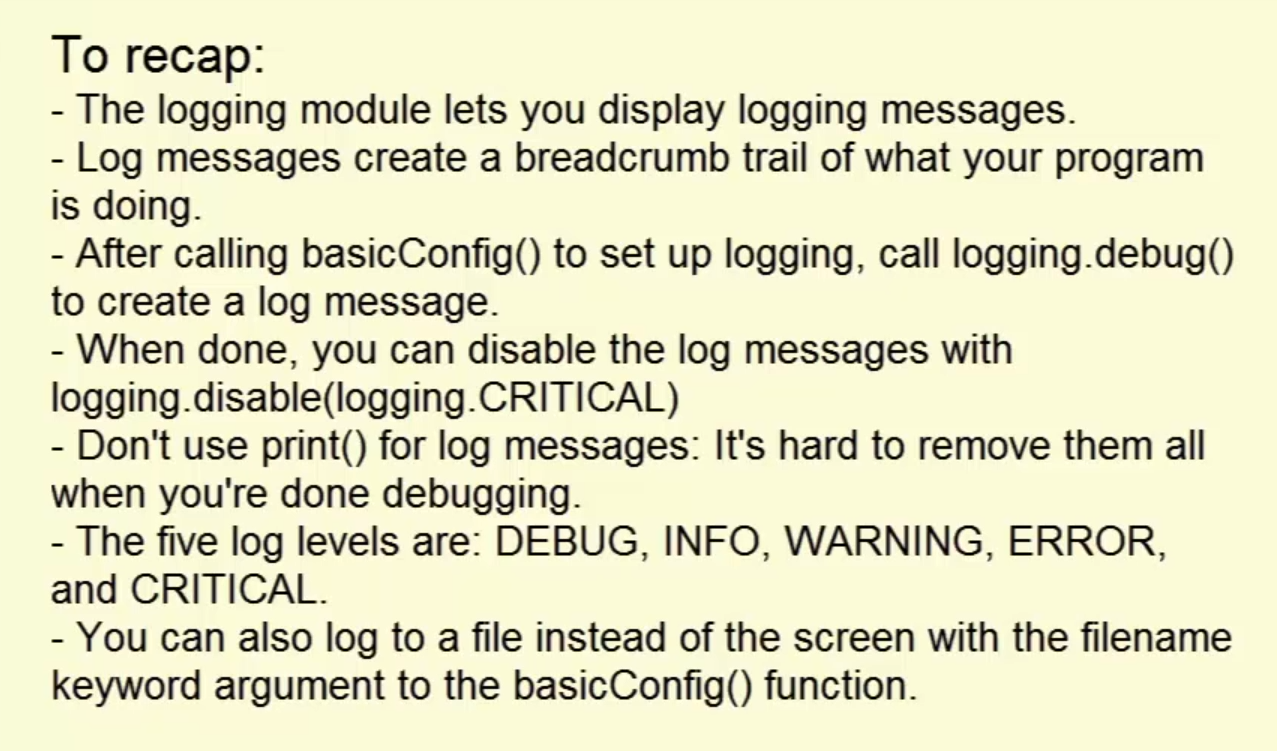 To recap:
- The logging module lets you display logging messages.
- Log messages create a breadcrumb trail of what your program
is doing.
- After calling basicConfig() to set up logging, call logging.debug()
to create a log message.
- When done, you can disable the log messages with
logging.disable(logging.CRITICAL)
- Don't use print() for log messages: It's hard to remove them all
when you're done debugging.
- The five log levels are: DEBUG, INFO, WARNING, ERROR,
and CRITICAL.
- You can also log to a file instead of the screen with the filename
keyword argument to the basicConfig() function.